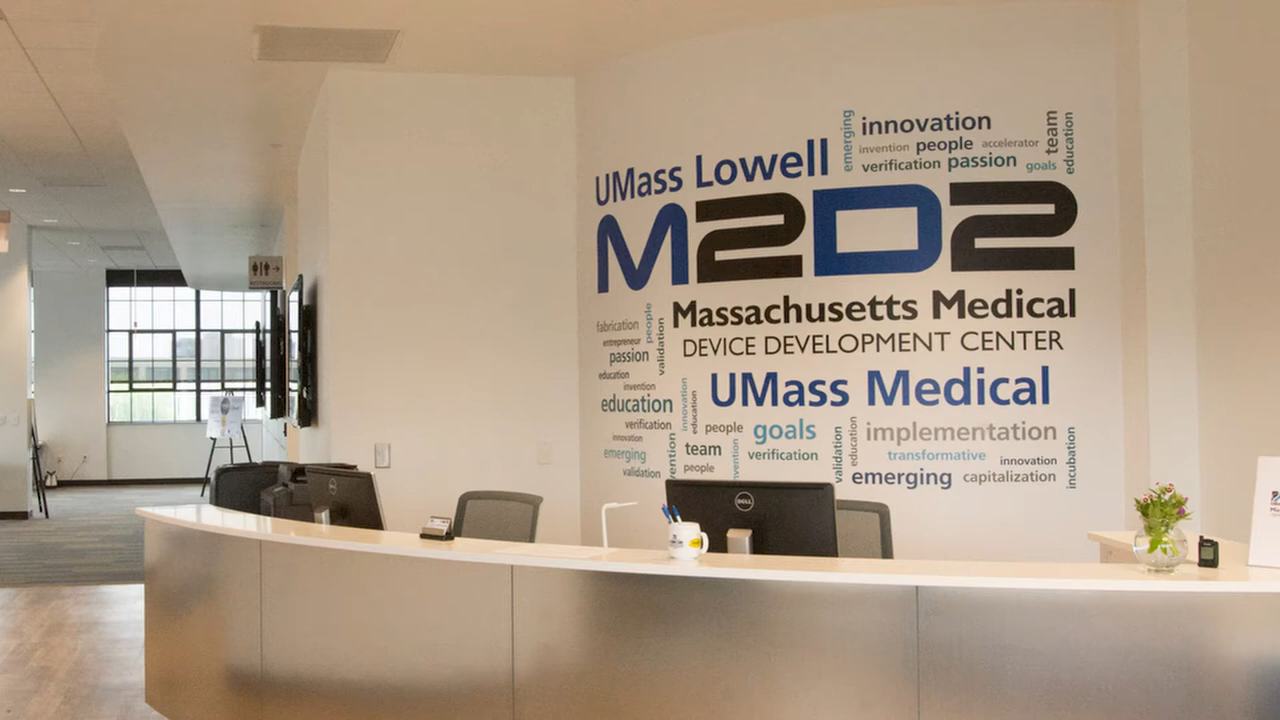 emerging
innovation
team
education
invention people accelerator
verification passion goals
UMass Lowell
M2D2
Massachusetts Medical
DEVICE DEVELOPMENT CENTER
UMass Medical
people
fabrication
validation
entrepreneur
passion
education
invention
innovation
education
education
verification
innovation
emerging
validation
people goals
team verification
people
validation
education
implementation
transformative
innovation
emerging capitalization
incubation
RESTROOMS
DELL
DELL